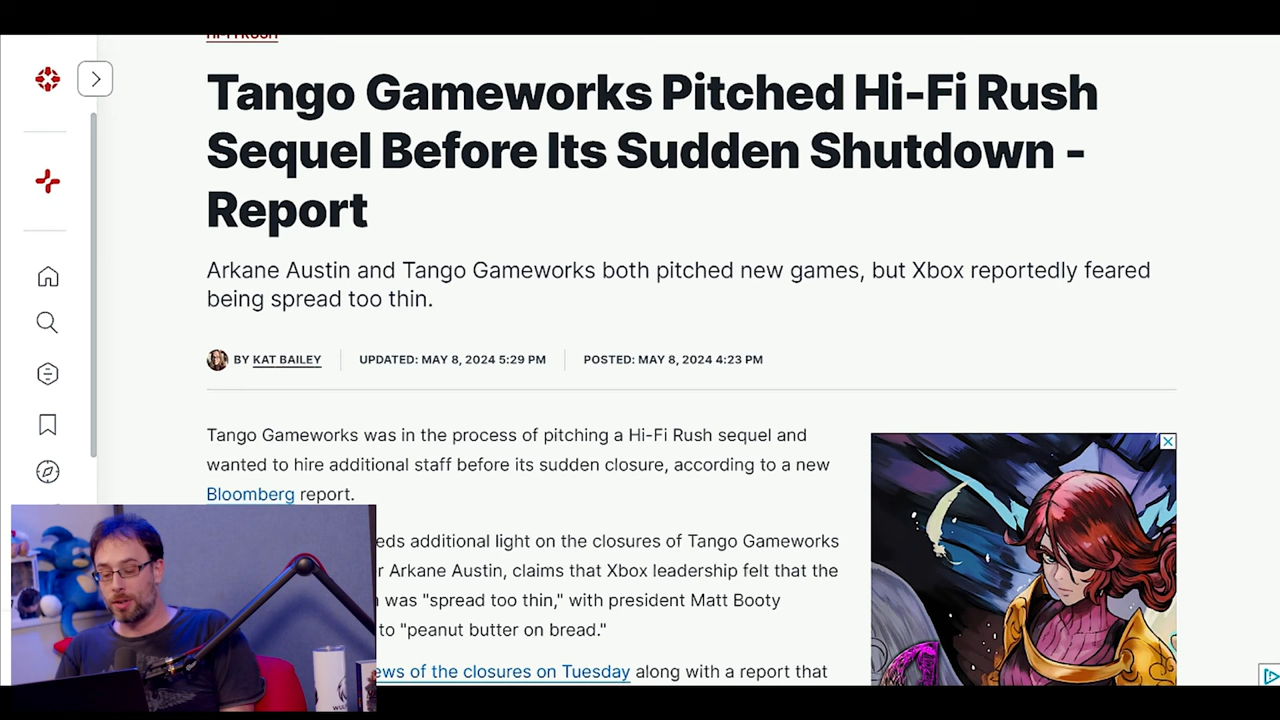 HI-FI RUSH
Tango Gameworks Pitched Hi-Fi Rush
Sequel Before Its Sudden Shutdown -
Report
Arkane Austin and Tango Gameworks both pitched new games, but Xbox reportedly feared
being spread too thin.
BY KAT BAILEY
UPDATED: MAY 8, 2024 5:29 PM
POSTED: MAY 8, 2024 4:23 PM
Tango Gameworks was in the process of pitching a Hi-Fi Rush sequel and
wanted to hire additional staff before its sudden closure, according to a new
Bloomberg report.
eds additional light on the closures of Tango Gameworks
r Arkane Austin, claims that Xbox leadership felt that the
was "spread too thin," with president Matt Booty
to "peanut butter on bread."
ews of the closures on Tuesday along with a report that